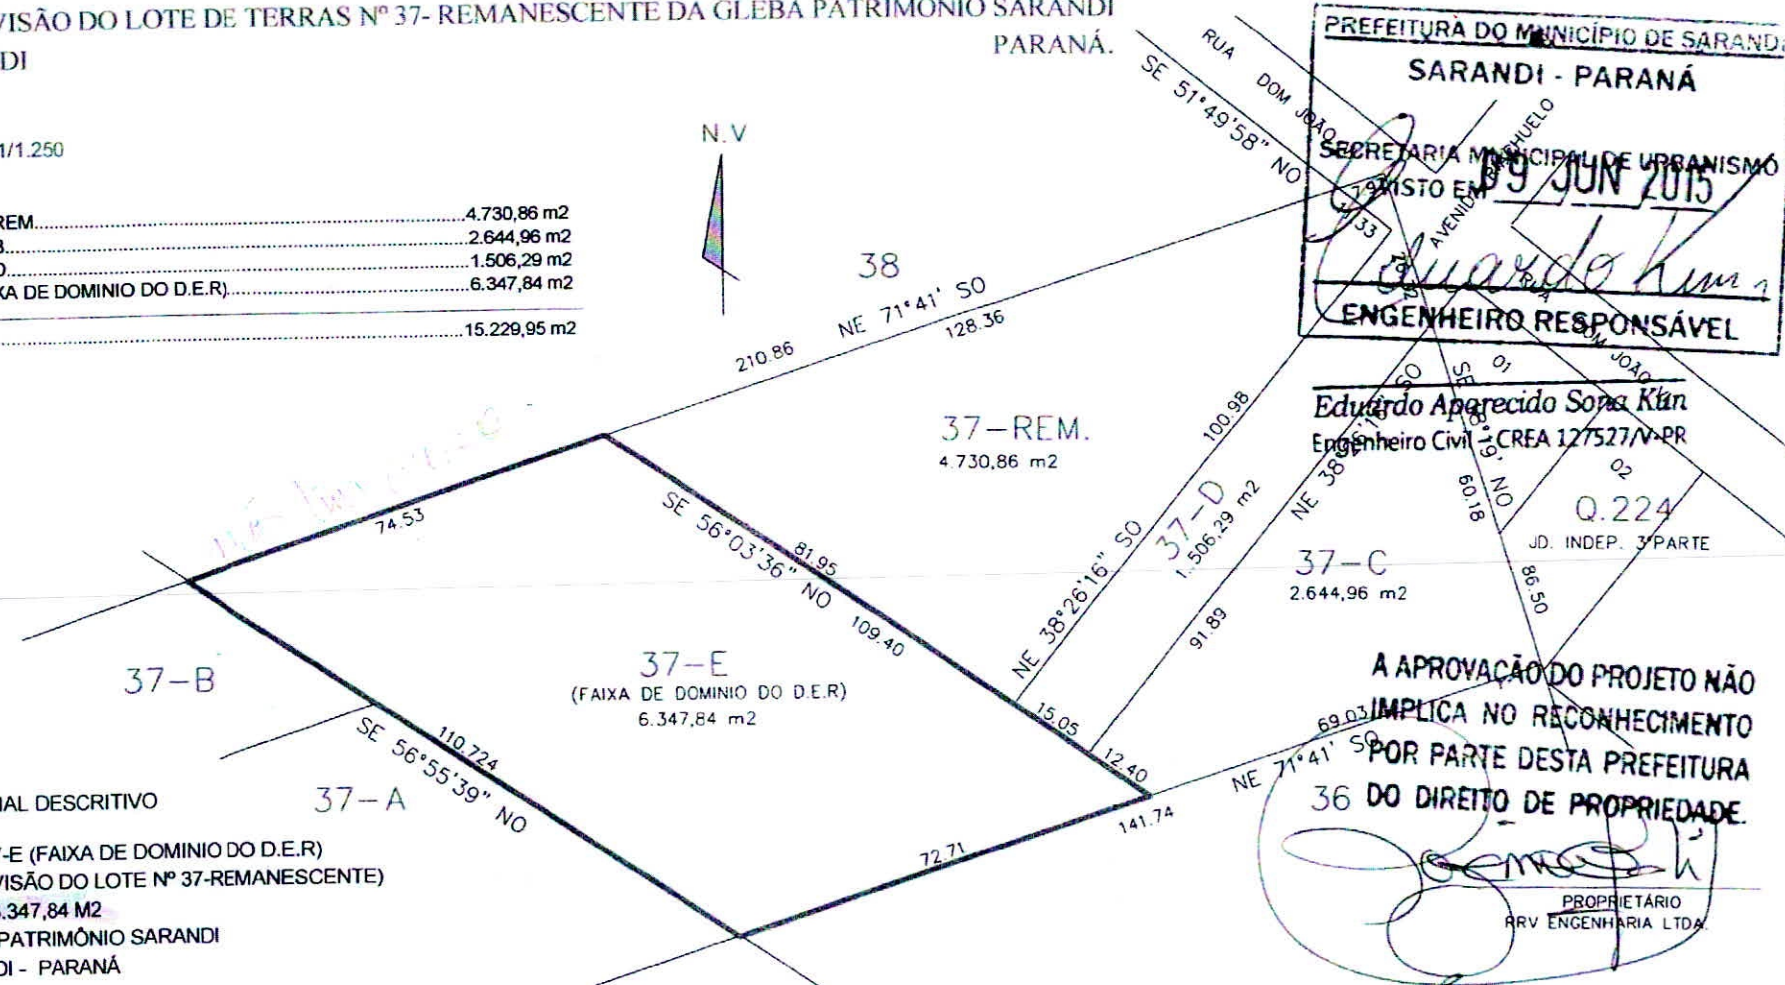 VISÃO DO LOTE DE TERRAS Nº 37- REMANESCENTE DA GLEBA PATRIMÔNIO SARANDI
DI
PARANÁ.
1/1.250
REM. 4.730,86 m2
2.644,96 m2
1.506,29 m2
XA DE DOMINIO DO D.E.R) 6.347,84 m2
15.229,95 m2
N.V
RUA DOM JOÃO
SE 51°49'58" NO
PREFEITURA DO MUNICÍPIO DE SARANDI
SARANDI - PARANÁ
SECRETARIA MUNICIPAL DE URBANISMO
VISTO EM 09 JUN 2015
AVENIDA
RUA DOM JOÃO
ENGENHEIRO RESPONSÁVEL
Eduardo Aparecido Sona Kun
Engenheiro Civil - CREA 127527/V-PR
38
210.86
NE 71°41' SO
128.36
37-REM.
4.730,86 m2
100.98
NE 38°26'16" SO
37-D
1.506,29 m2
01
02
60.18
Q.224
JD. INDEP. 3ªPARTE
86.50
37-C
2.644,96 m2
91.89
74.53
SE 56°03'36" NO
81.95
109.40
37-E
(FAIXA DE DOMINIO DO D.E.R)
6.347,84 m2
37-B
15.05
12.40
69.03
NE 71°41' SO
141.74
72.71
SE 56°55'39" NO
110.724
37-A
36
A APROVAÇÃO DO PROJETO NÃO
IMPLICA NO RECONHECIMENTO
POR PARTE DESTA PREFEITURA
DO DIREITO DE PROPRIEDADE.
PROPRIETÁRIO
RRV ENGENHARIA LTDA.
IAL DESCRITIVO
-E (FAIXA DE DOMINIO DO D.E.R)
VISÃO DO LOTE Nº 37-REMANESCENTE)
.347,84 M2
PATRIMÔNIO SARANDI
DI - PARANÁ